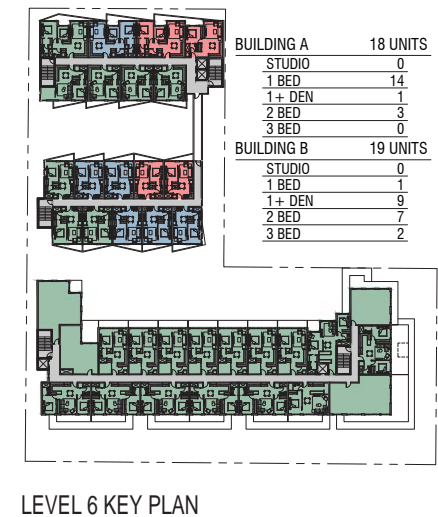 BUILDING A 18 UNITS
STUDIO 0
1 BED 14
1+ DEN 1
2 BED 3
3 BED 0
BUILDING B 19 UNITS
STUDIO 0
1 BED 1
1+ DEN 9
2 BED 7
3 BED 2
LEVEL 6 KEY PLAN